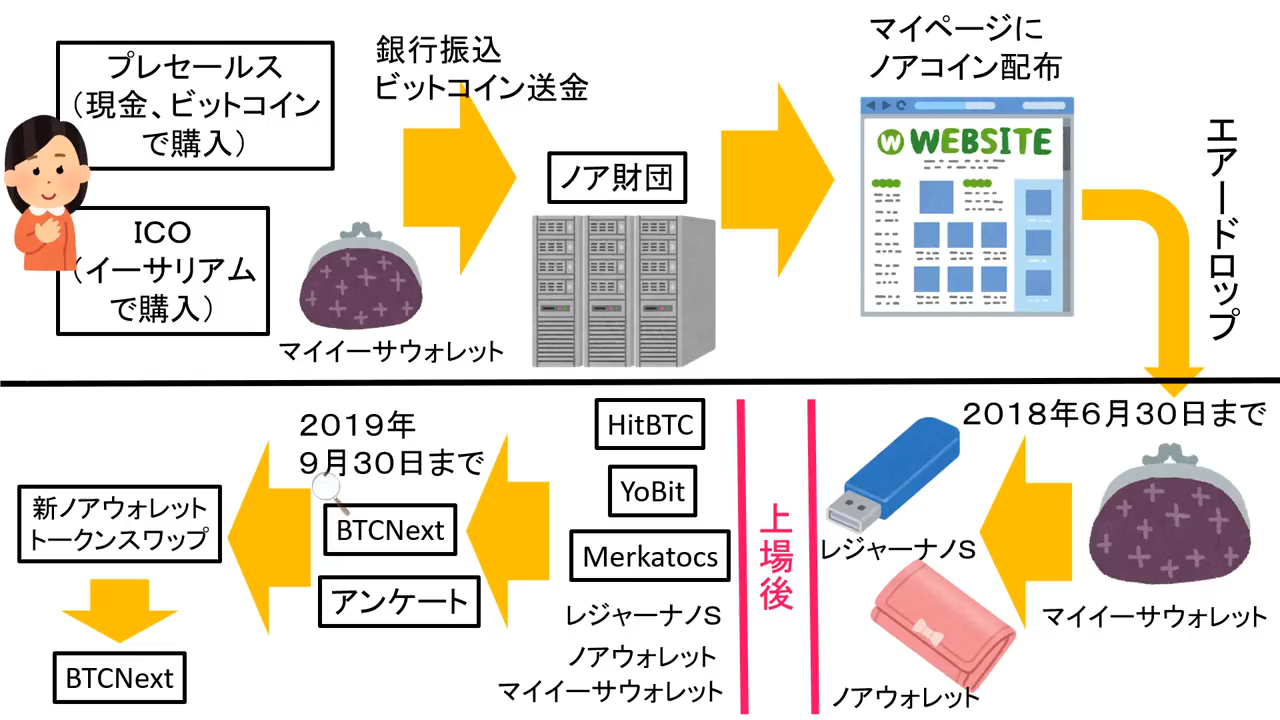 プレセールス
（現金、ビットコイン
で購入）
銀行振込
ビットコイン送金
マイページに
ノアコイン配布
ICO
（イーサリアム
で購入）
マイイーサウォレット
ノア財団
W WEBSITE
エアードロップ
2018年6月30日まで
マイイーサウォレット
レジャーナノS
ノアウォレット
上場後
HitBTC
YoBit
Merkatocs
レジャーナノS
ノアウォレット
マイイーサウォレット
2019年
9月30日まで
BTCNext
アンケート
新ノアウォレット
トークンスワップ
BTCNext